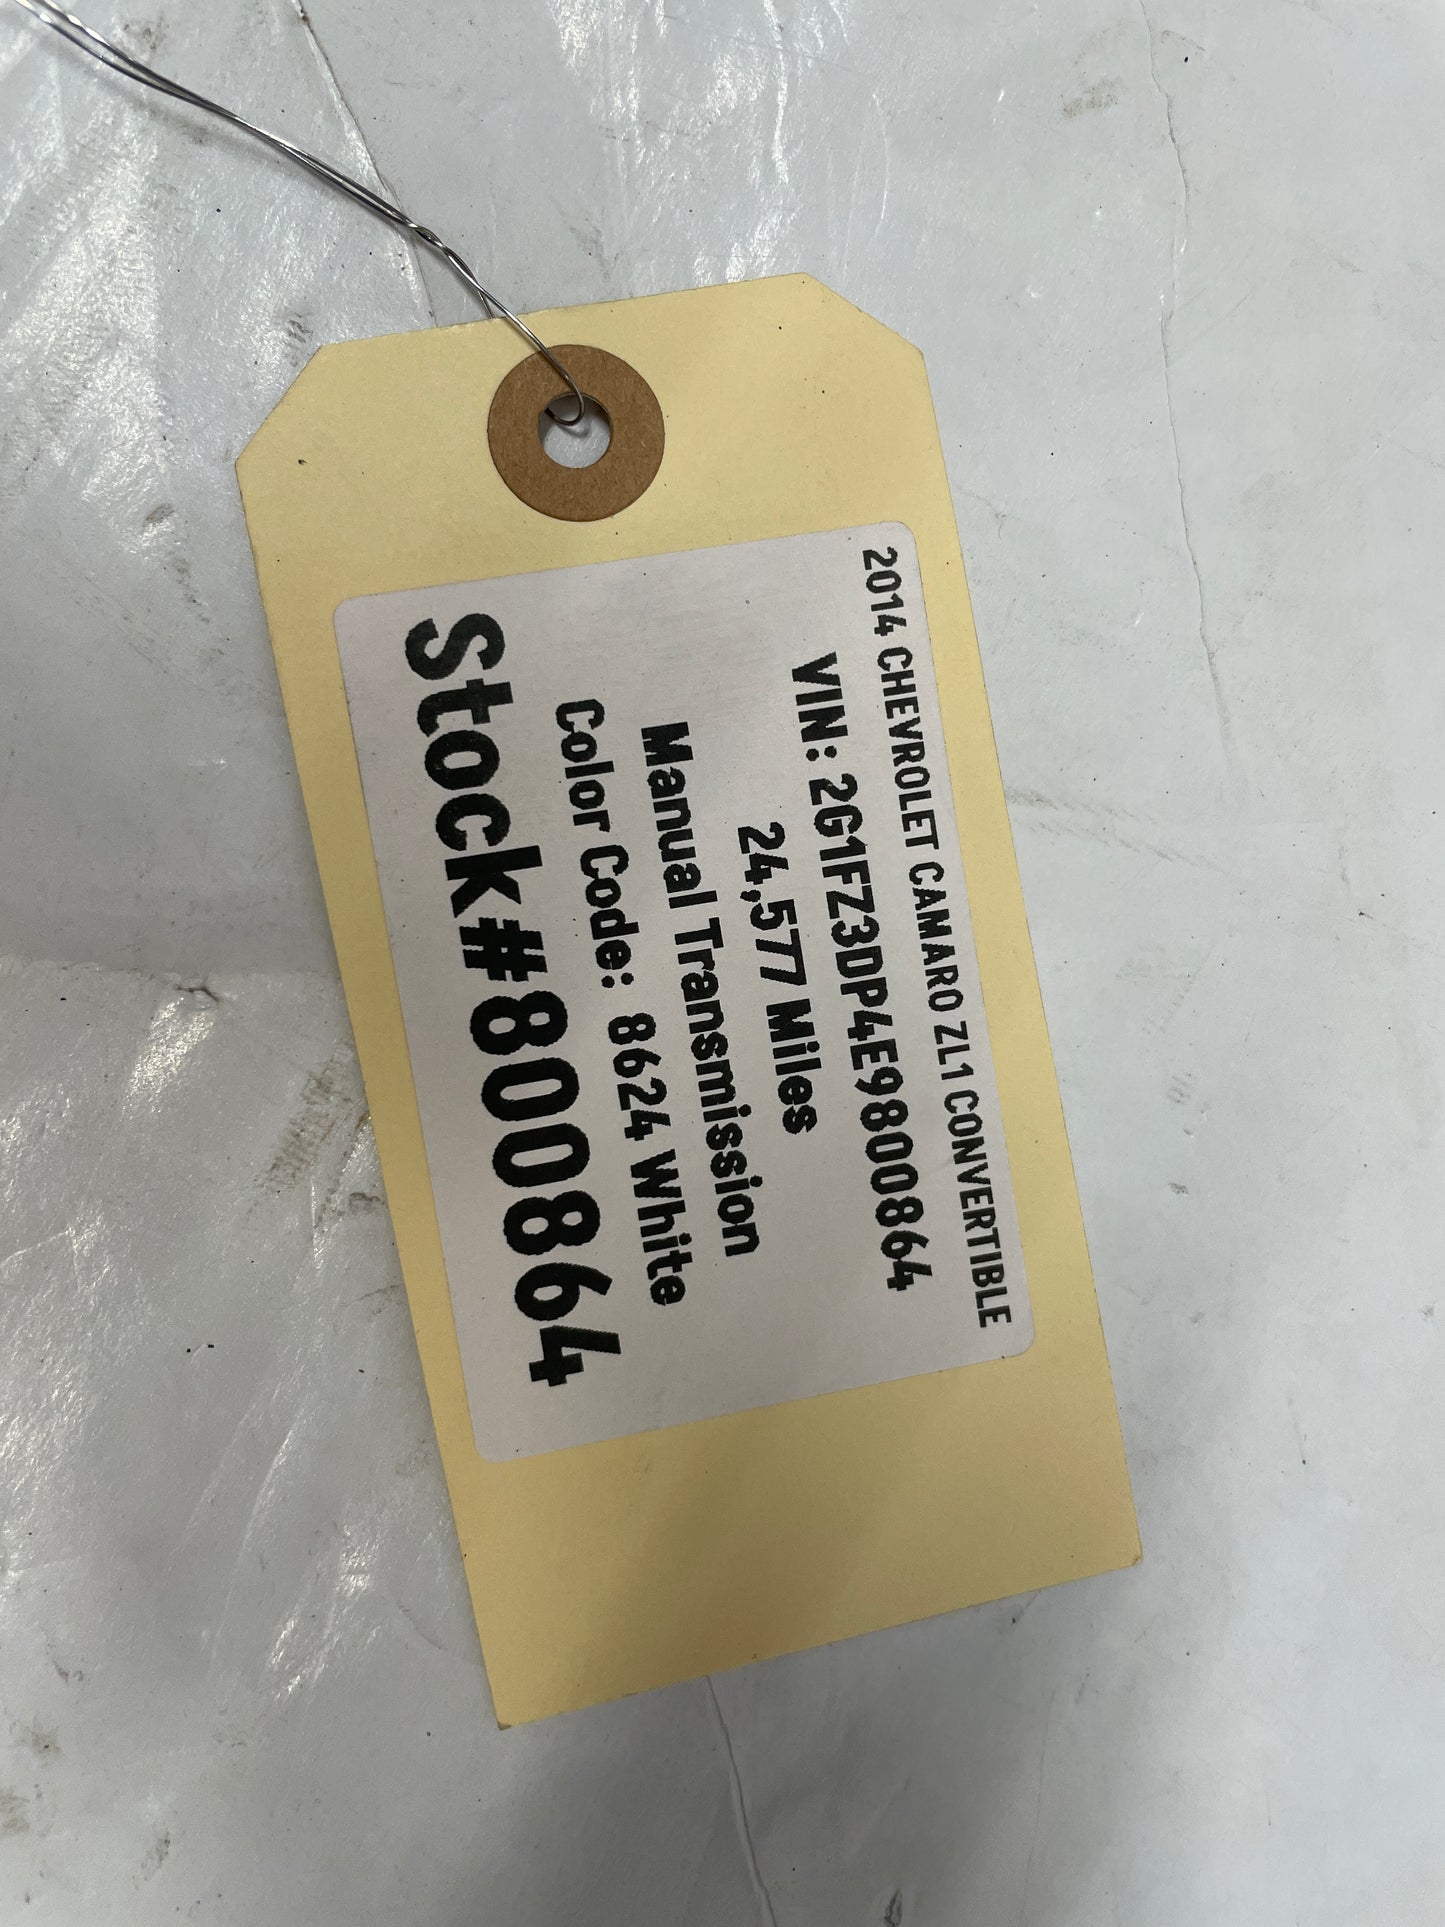 2014 CHEVROLET CAMARO ZL1 CONVERTIBLE
VIN: 2G1FZ3DP4E9800864
24,577 Miles
Manual Transmission
Color Code: 8624 White
Stock#800864